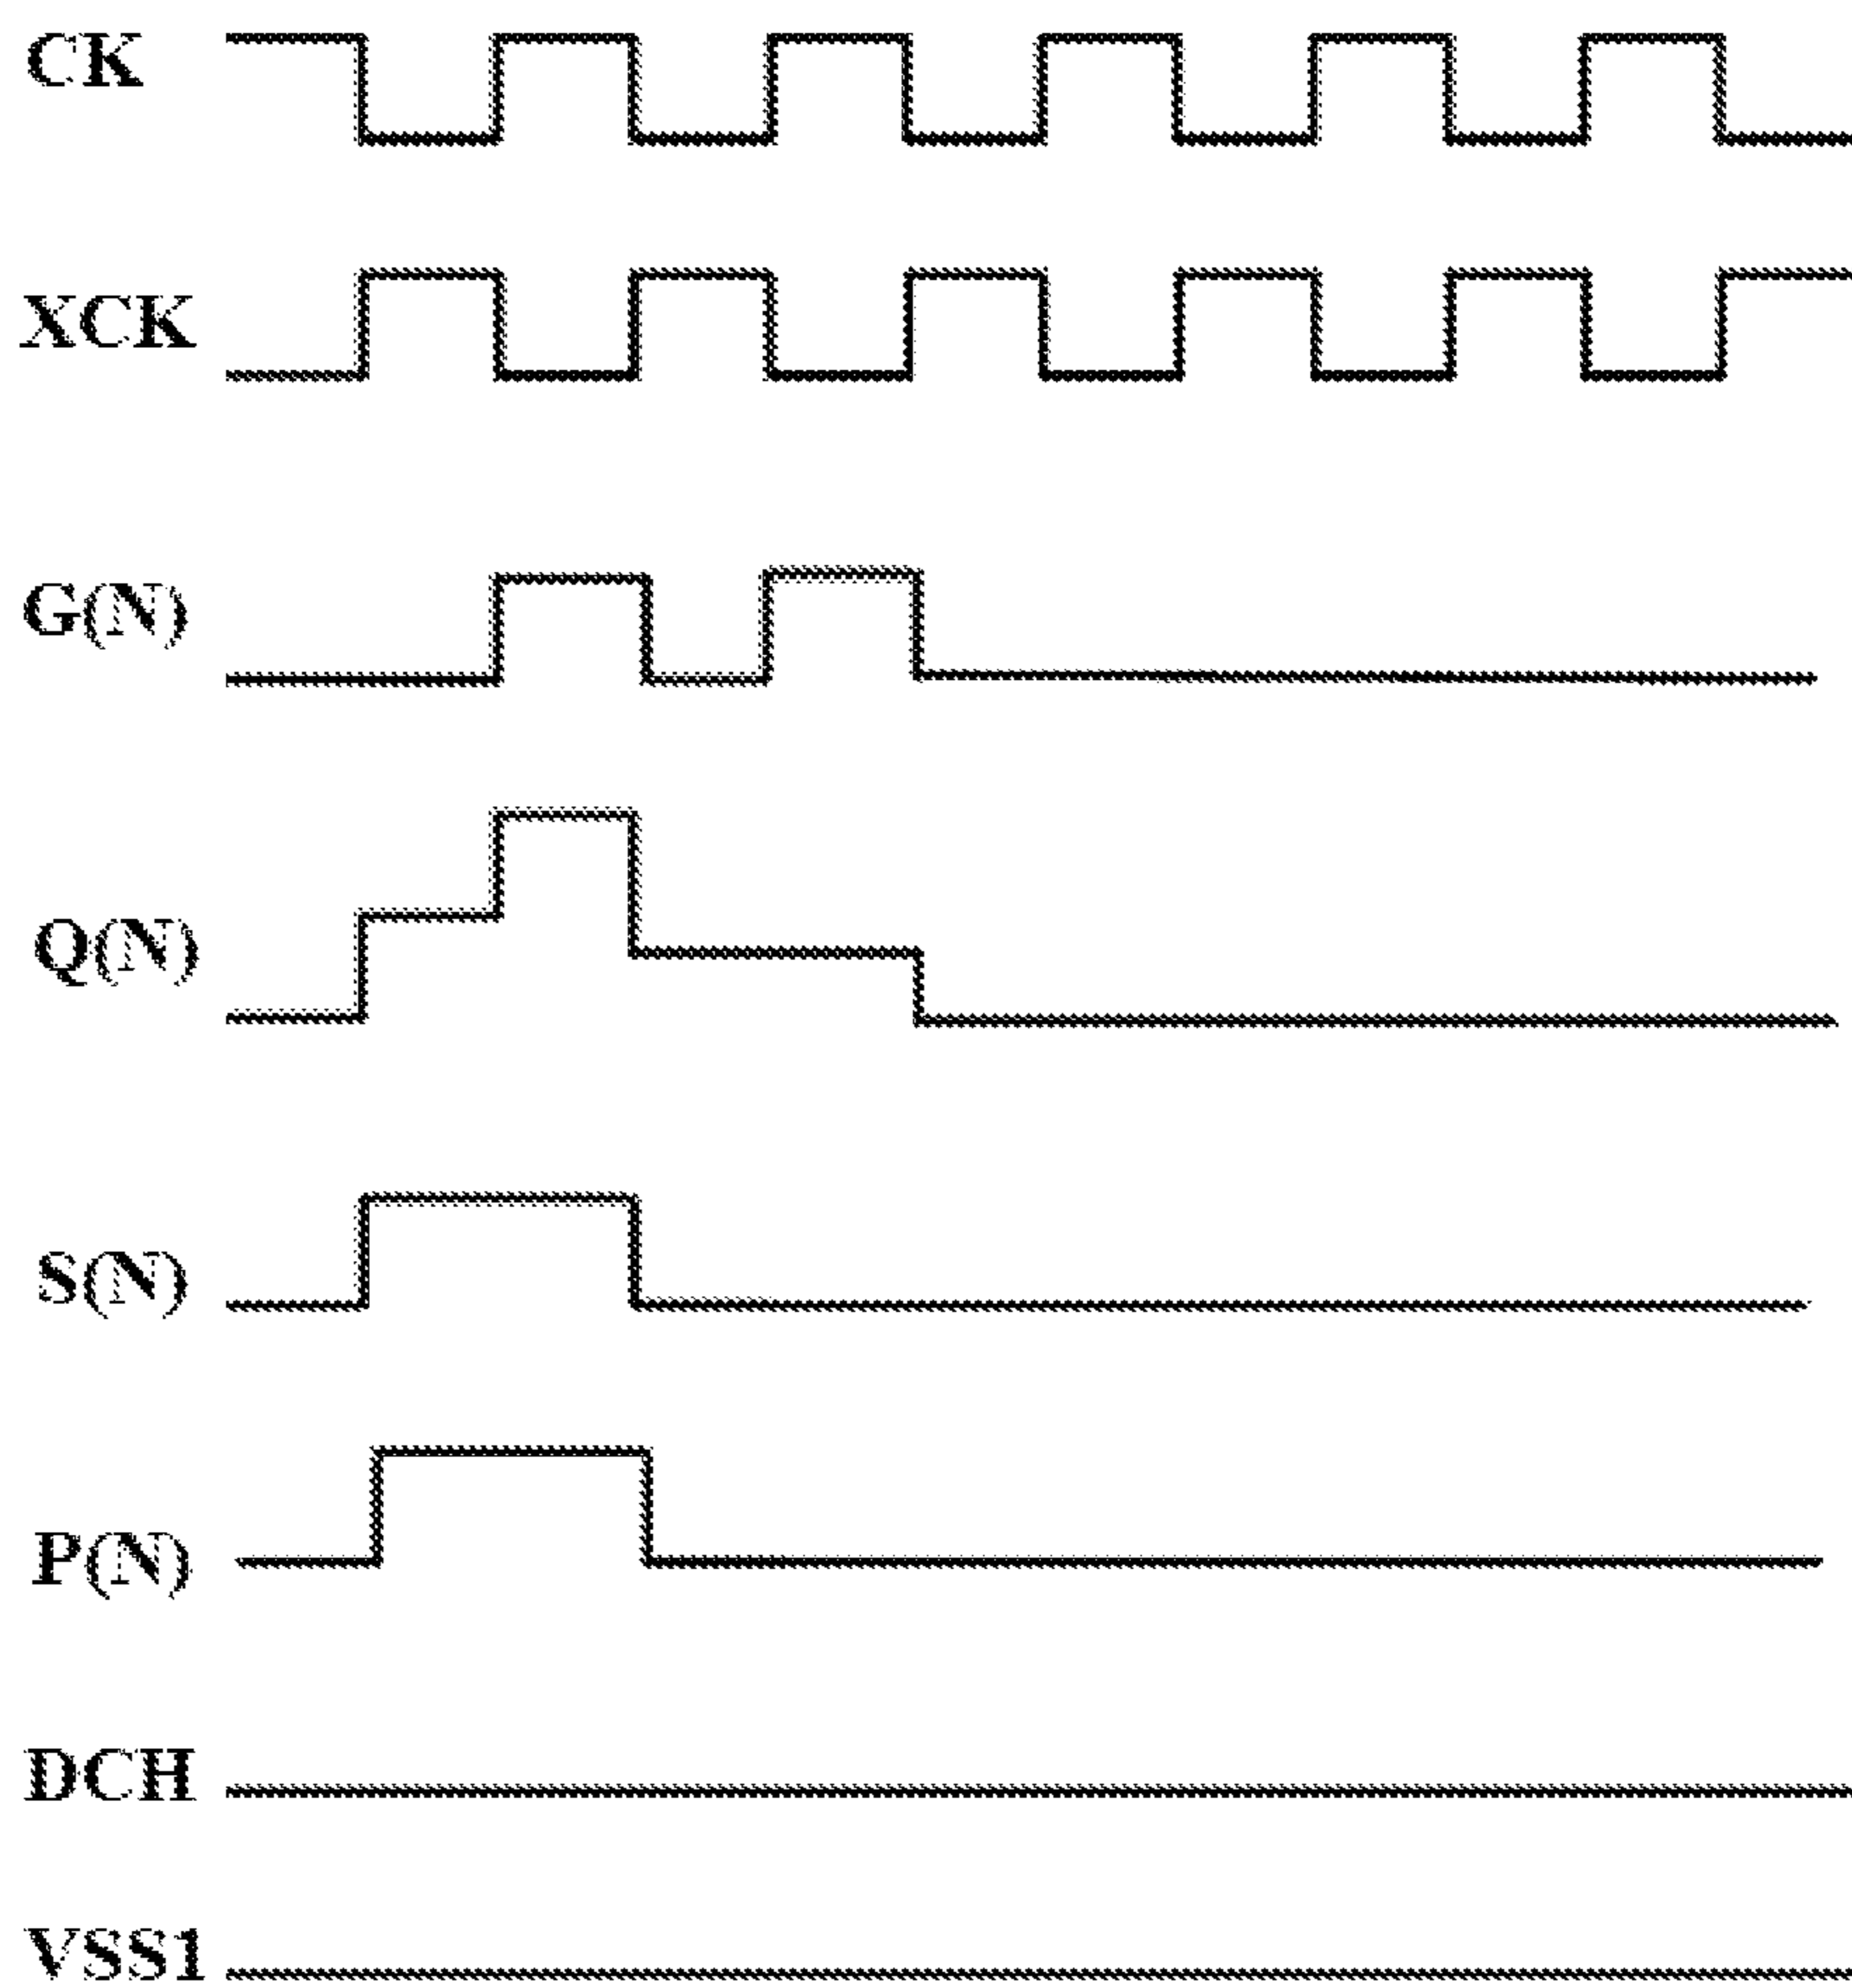 CK
XCK
G(N)
Q(N)
S(N)
P(N)
DCH
VSS1